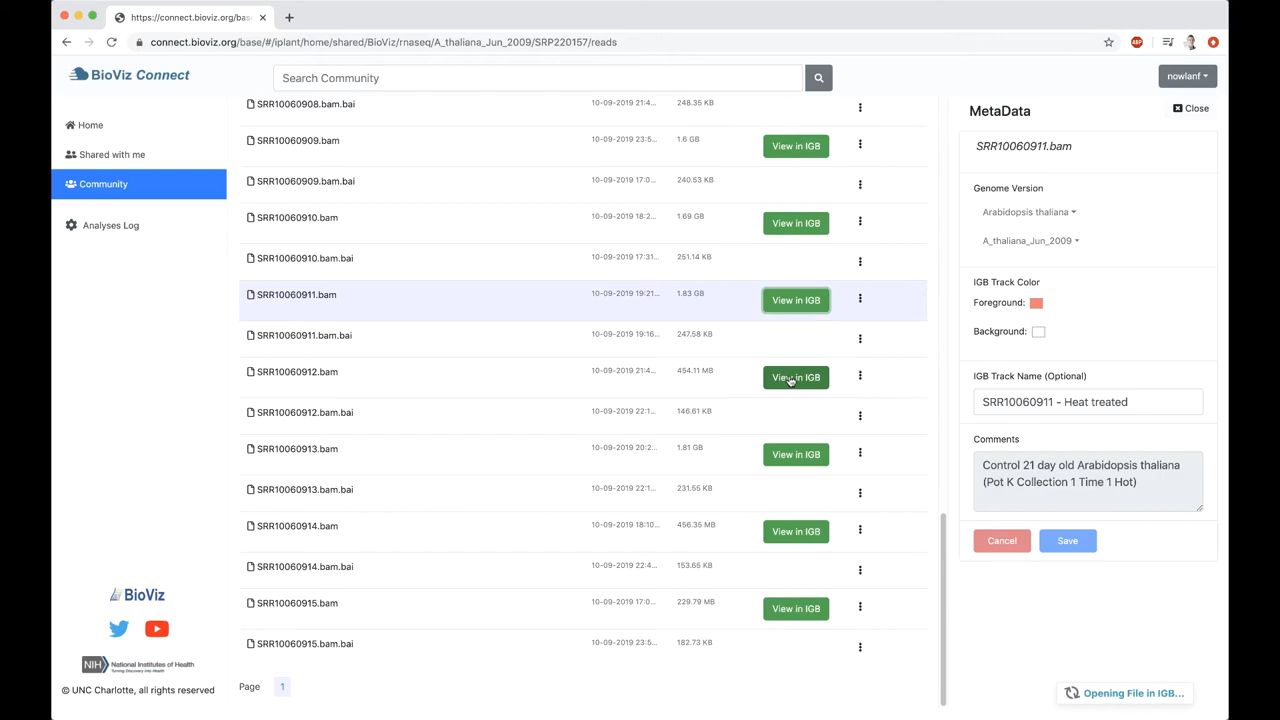 https://connect.bioviz.org/bas
connect.bioviz.org/base/#/iplant/home/shared/BioViz/rnaseq/A_thaliana_Jun_2009/SRP220157/reads
ABP
BioViz Connect
Search Community
nowlanf
Home
Shared with me
Community
Analyses Log
SRR10060908.bam.bai 10-09-2019 21:4... 248.35 KB
SRR10060909.bam 10-09-2019 23:5... 1.6 GB View in IGB
SRR10060909.bam.bai 10-09-2019 17:0... 240.53 KB
SRR10060910.bam 10-09-2019 18:2... 1.69 GB View in IGB
SRR10060910.bam.bai 10-09-2019 17:31... 251.14 KB
SRR10060911.bam 10-09-2019 19:21... 1.83 GB View in IGB
SRR10060911.bam.bai 10-09-2019 19:16... 247.58 KB
SRR10060912.bam 10-09-2019 21:4... 454.11 MB View in IGB
SRR10060912.bam.bai 10-09-2019 22:1... 146.61 KB
SRR10060913.bam 10-09-2019 20:2... 1.81 GB View in IGB
SRR10060913.bam.bai 10-09-2019 22:1... 231.55 KB
SRR10060914.bam 10-09-2019 18:10... 456.35 MB View in IGB
SRR10060914.bam.bai 10-09-2019 22:4... 153.65 KB
SRR10060915.bam 10-09-2019 17:0... 229.79 MB View in IGB
SRR10060915.bam.bai 10-09-2019 23:5... 182.73 KB
Page 1
MetaData
Close
SRR10060911.bam
Genome Version
Arabidopsis thaliana
A_thaliana_Jun_2009
IGB Track Color
Foreground:
Background:
IGB Track Name (Optional)
SRR10060911 - Heat treated
Comments
Control 21 day old Arabidopsis thaliana
(Pot K Collection 1 Time 1 Hot)
Cancel Save
Opening File in IGB...
BioViz
NIH National Institutes of Health
Turning Discovery Into Health
© UNC Charlotte, all rights reserved